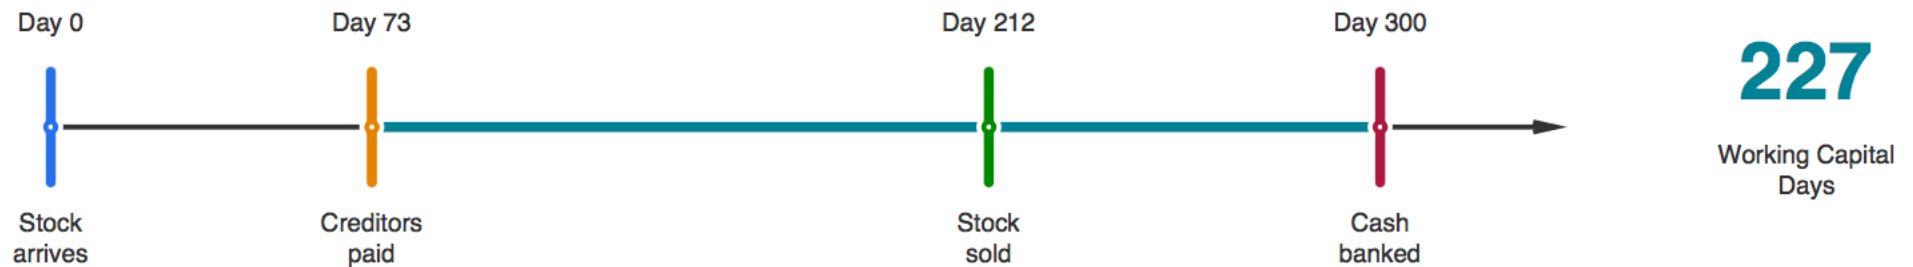 Day 0
Day 73
Day 212
Day 300
227
Working Capital
Days
Stock
arrives
Creditors
paid
Stock
sold
Cash
banked